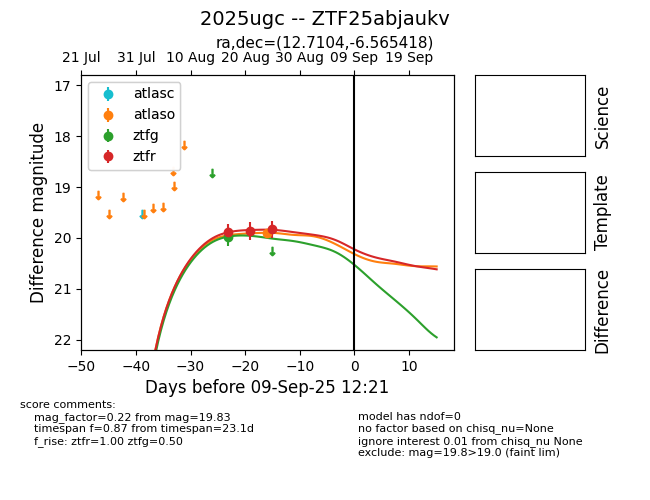 2025ugc -- ZTF25abjaukv
ra,dec=(12.7104,-6.565418)
21 Jul 31 Jul 10 Aug 20 Aug 30 Aug 09 Sep 19 Sep
17
18
19
20
21
22
Difference magnitude
atlasc
atlaso
ztfg
ztfr
−50 −40 −30 −20 −10 0 10
Days before 09-Sep-25 12:21
Science
Template
Difference
score comments:
mag_factor=0.22 from mag=19.83
timespan f=0.87 from timespan=23.1d
f_rise: ztfr=1.00 ztfg=0.50
model has ndof=0
no factor based on chisq_nu=None
ignore interest 0.01 from chisq_nu None
exclude: mag=19.8>19.0 (faint lim)